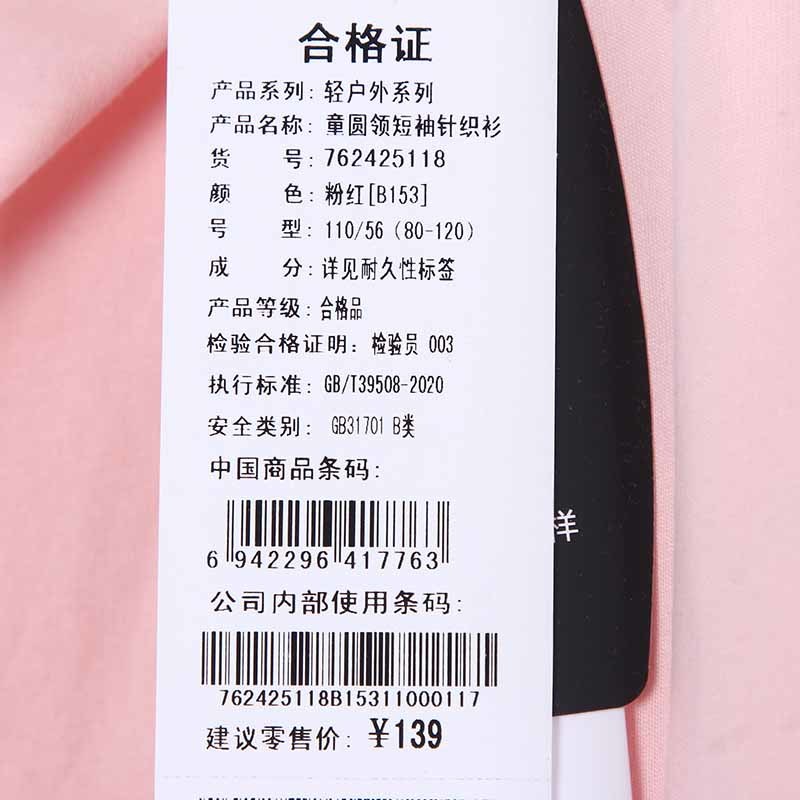 合格证
产品系列: 轻户外系列
产品名称: 童圆领短袖针织衫
货 号: 762425118
颜 色: 粉红[B153]
号 型: 110/56（80-120）
成 分: 详见耐久性标签
产品等级: 合格品
检验合格证明: 检验员 003
执行标准: GB/T39508-2020
安全类别: GB31701 B类
中国商品条码:
6 942296 417763
公司内部使用条码:
762425118B15311000117
建议零售价: ¥139
样